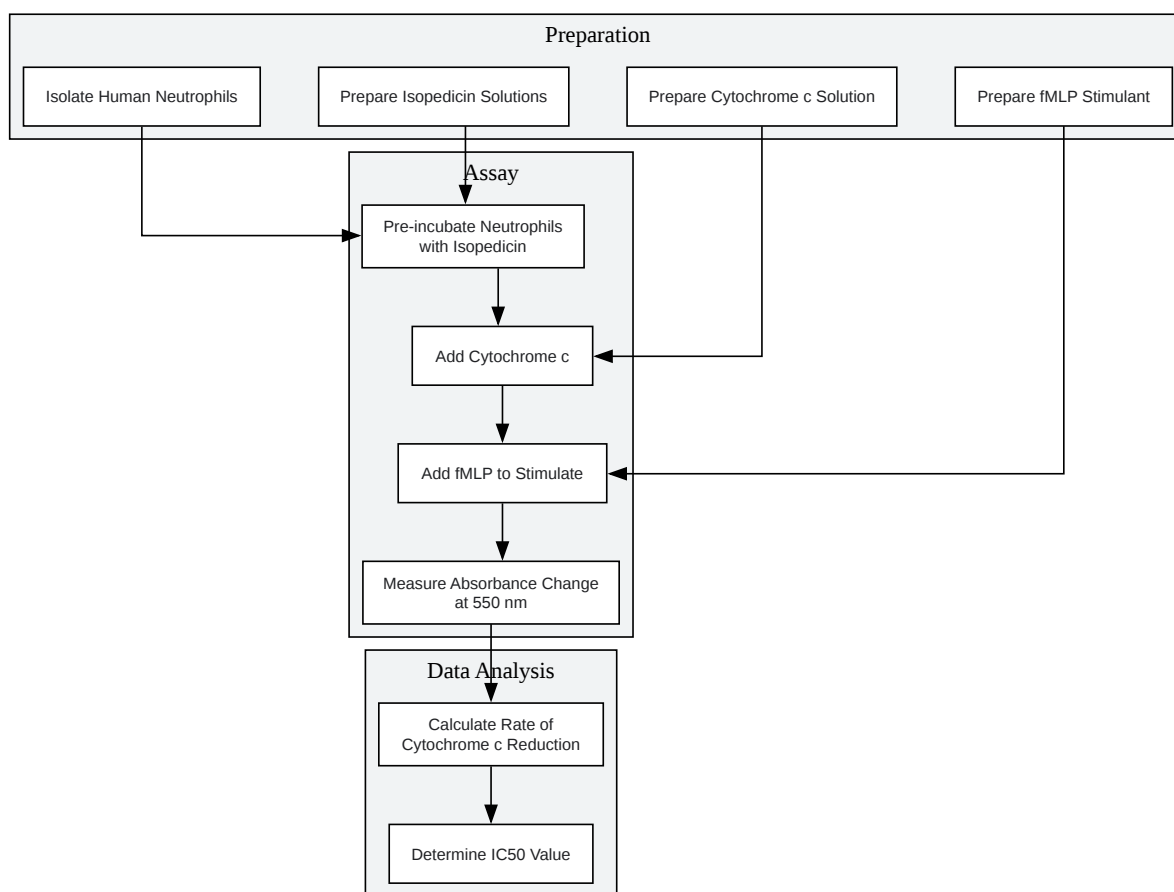 Preparation
Isolate Human Neutrophils
Prepare Isopedicin Solutions
Prepare Cytochrome c Solution
Prepare fMLP Stimulant
Assay
Pre-incubate Neutrophils
with Isopedicin
Add Cytochrome c
Add fMLP to Stimulate
Measure Absorbance Change
at 550 nm
Data Analysis
Calculate Rate of
Cytochrome c Reduction
Determine IC50 Value